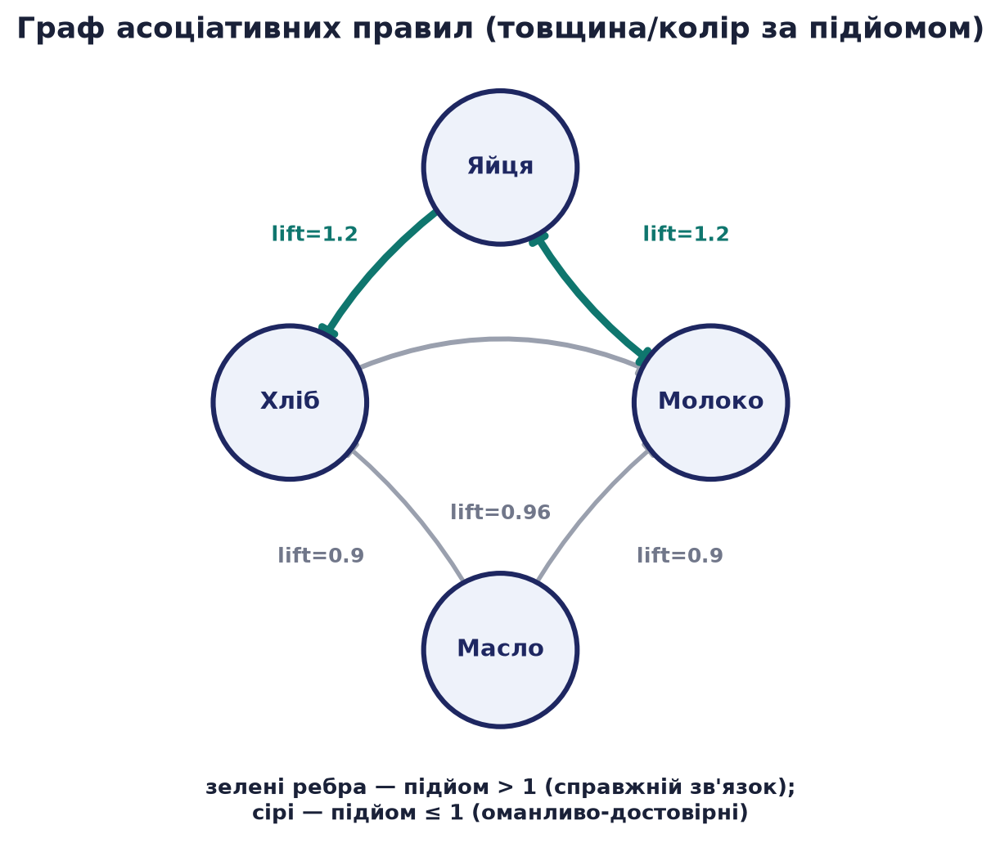 Граф асоціативних правил (товщина/колір за підйомом)
Яйця
lift=1.2
lift=1.2
Хліб
Молоко
lift=0.96
lift=0.9
lift=0.9
Масло
зелені ребра — підйом > 1 (справжній зв'язок);
сірі — підйом ≤ 1 (оманливо-достовірні)